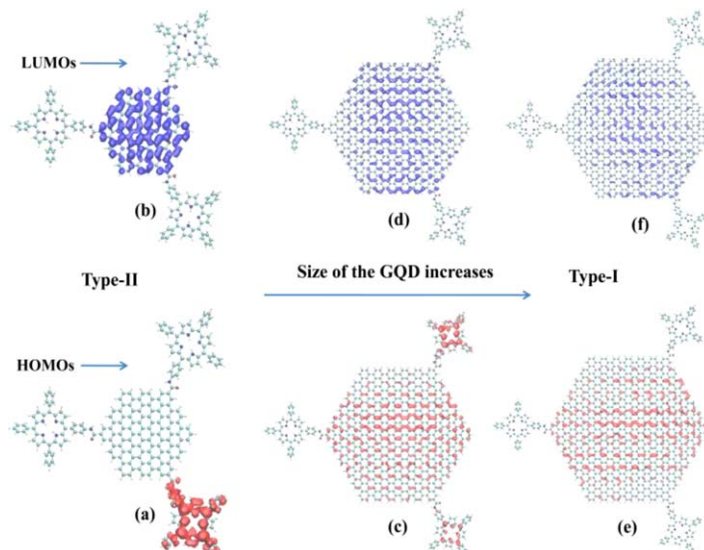 LUMOs
(b)
(d)
(f)
Type-II
Size of the GQD increases
Type-I
HOMOs
(a)
(c)
(e)